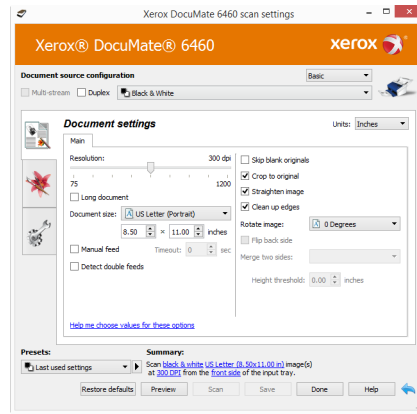 Xerox DocuMate 6460 scan settings
Xerox® DocuMate® 6460
xerox
Document source configuration
Basic
Multi-stream
Duplex
Black & White
Document settings
Units: Inches
Main
Resolution: 300 dpi
75 1200
Long document
Document size: US Letter (Portrait)
8.50 × 11.00 inches
Manual feed Timeout: 0 sec
Detect double feeds
Skip blank originals
Crop to original
Straighten image
Clean up edges
Rotate image: 0 Degrees
Flip back side
Merge two sides:
Height threshold: 0.00 inches
Help me choose values for these options
Presets:
Last used settings
Summary:
Scan black & white US Letter (8.50x11.00 in) image(s)
at 300 DPI from the front side of the input tray.
Restore defaults Preview Scan Save Done Help